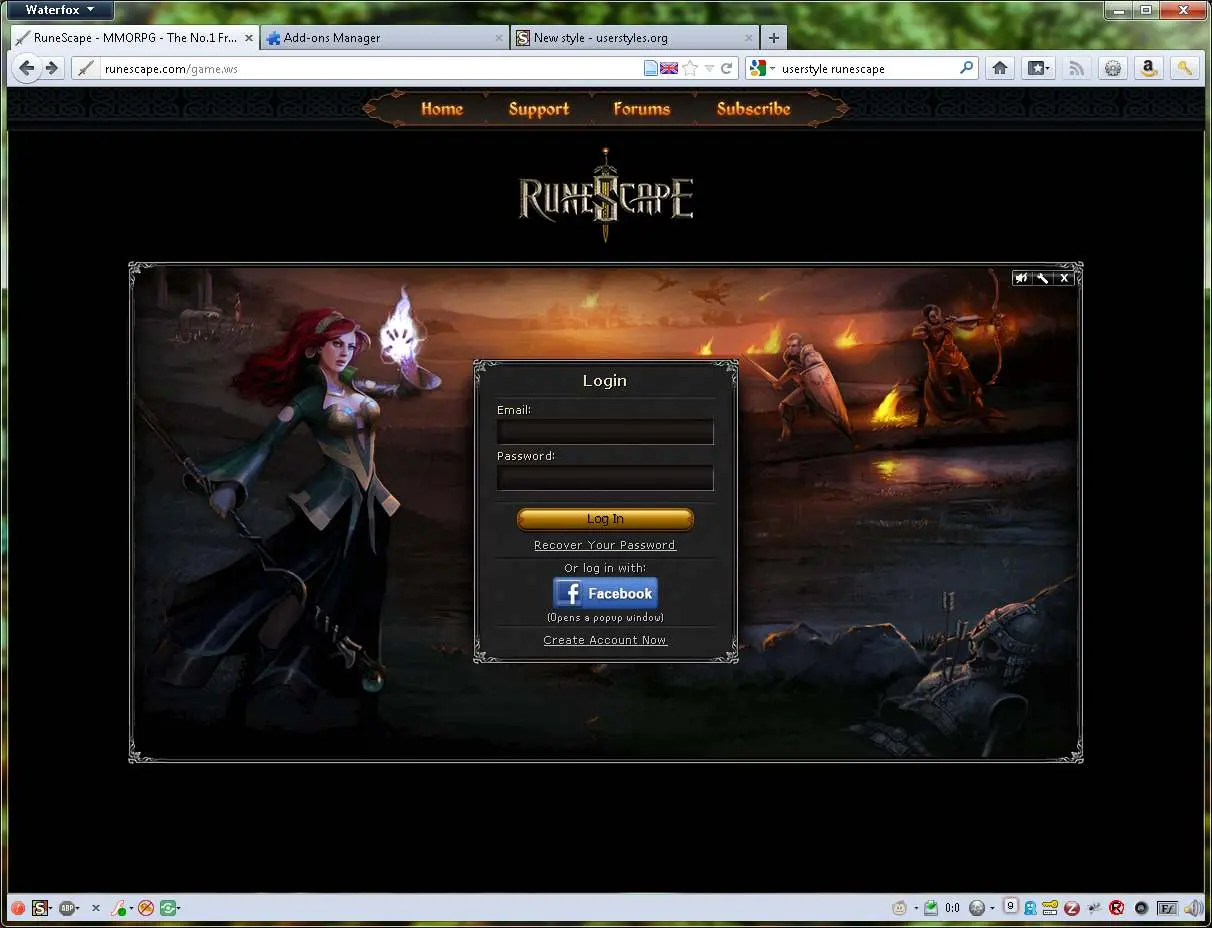 Waterfox
RuneScape - MMORPG - The No.1 Fr...
Add-ons Manager
S New style - userstyles.org
runescape.com/game.ws
userstyle runescape
a
Home Support Forums Subscribe
RUNESCAPE
Login
Email:
Password:
Log In
Recover Your Password
Or log in with:
f Facebook
(Opens a popup window)
Create Account Now
S ABP 0:0 9 Z R F/